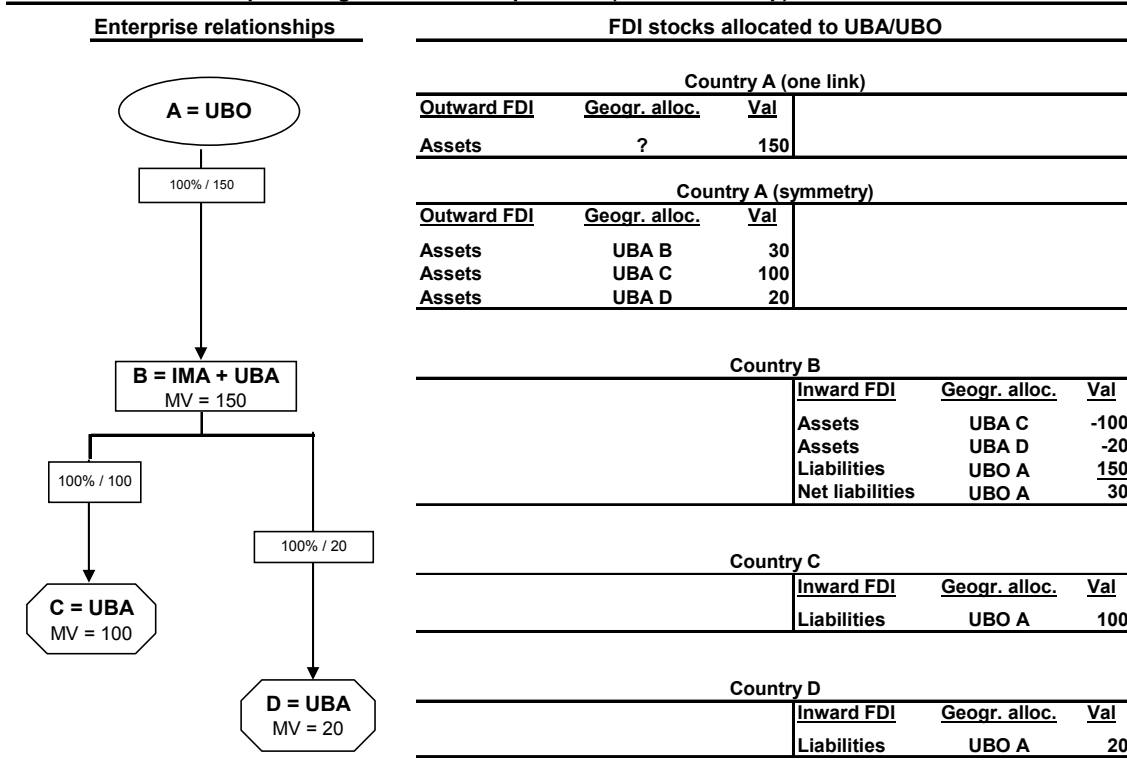 Enterprise relationships
FDI stocks allocated to UBA/UBO
A = UBO
100% / 150
B = IMA + UBA
MV = 150
100% / 100
100% / 20
C = UBA
MV = 100
D = UBA
MV = 20
Country A (one link)
Outward FDI Geogr. alloc. Val
Assets ? 150
Country A (symmetry)
Outward FDI Geogr. alloc. Val
Assets UBA B 30
Assets UBA C 100
Assets UBA D 20
Country B
Inward FDI Geogr. alloc. Val
Assets UBA C -100
Assets UBA D -20
Liabilities UBO A 150
Net liabilities UBO A 30
Country C
Inward FDI Geogr. alloc. Val
Liabilities UBO A 100
Country D
Inward FDI Geogr. alloc. Val
Liabilities UBO A 20